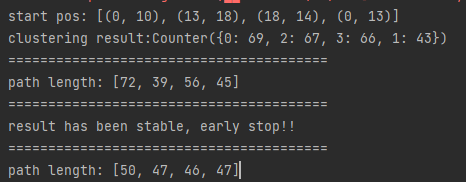 start pos: [(0, 10), (13, 18), (18, 14), (0, 13)]
clustering result:Counter({0: 69, 2: 67, 3: 66, 1: 43})
========================================
path length: [72, 39, 56, 45]
========================================
result has been stable, early stop!!
========================================
path length: [50, 47, 46, 47]